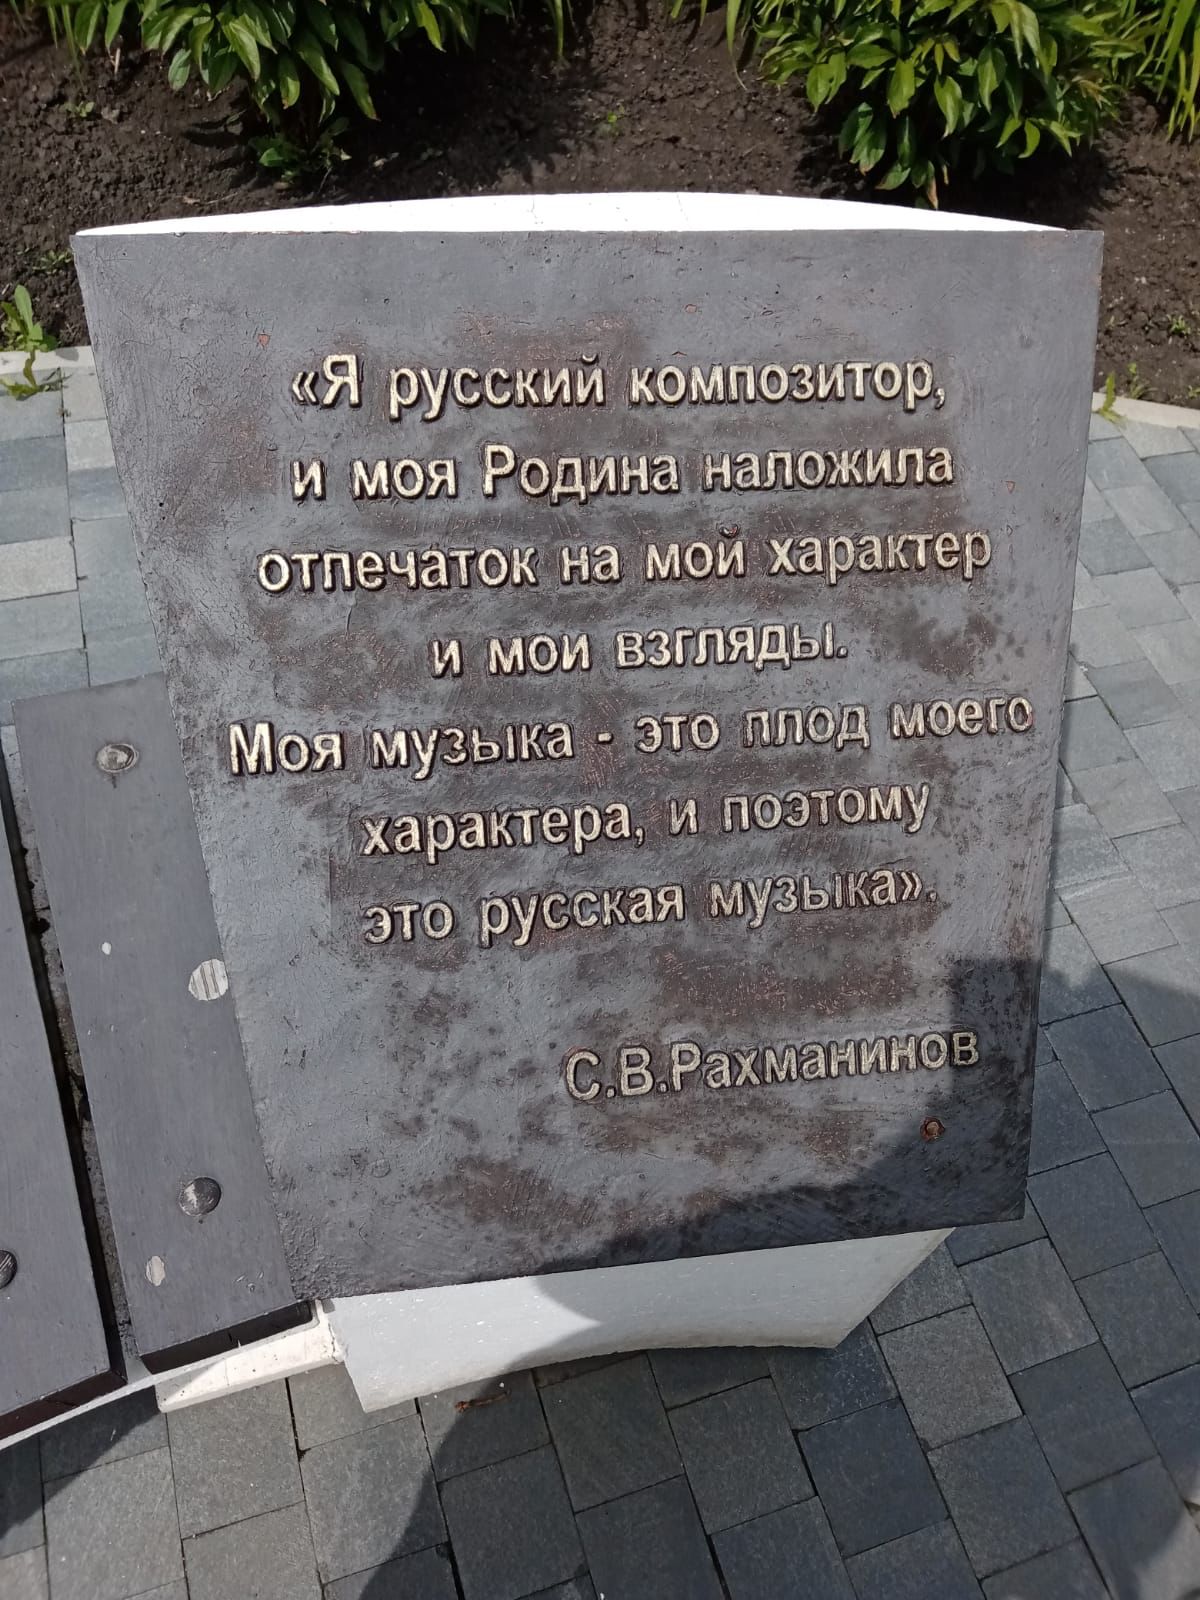 «Я русский композитор,
и моя Родина наложила
отпечаток на мой характер
и мои взгляды.
Моя музыка - это плод моего
характера, и поэтому
это русская музыка».
С.В.Рахманинов